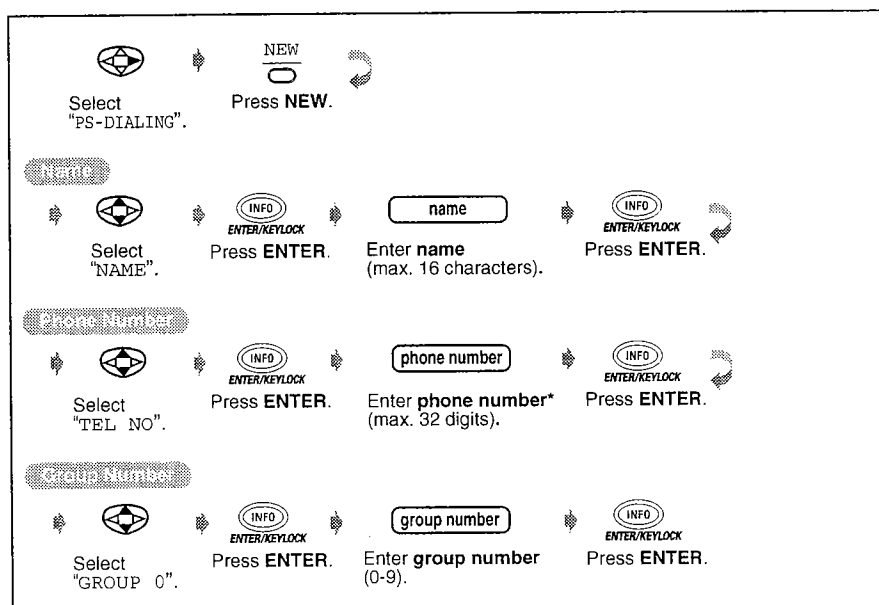 NEW
Select
"PS-DIALING".
Press NEW.
Name
INFO
name
INFO
ENTER/KEYLOCK
ENTER/KEYLOCK
Select
"NAME".
Press ENTER.
Enter name
(max. 16 characters).
Press ENTER.
Phone Number
INFO
phone number
INFO
ENTER/KEYLOCK
ENTER/KEYLOCK
Select
"TEL NO".
Press ENTER.
Enter phone number*
(max. 32 digits).
Press ENTER.
Group Number
INFO
group number
INFO
ENTER/KEYLOCK
ENTER/KEYLOCK
Select
"GROUP 0".
Press ENTER.
Enter group number
(0-9).
Press ENTER.